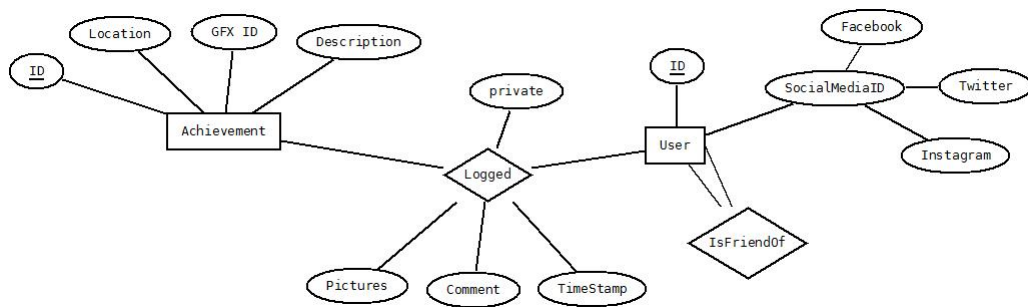 Facebook
Location
GFX ID
Description
ID
ID
SocialMediaID
Twitter
private
Achievement
User
Instagram
Logged
IsFriendOf
Pictures
Comment
TimeStamp